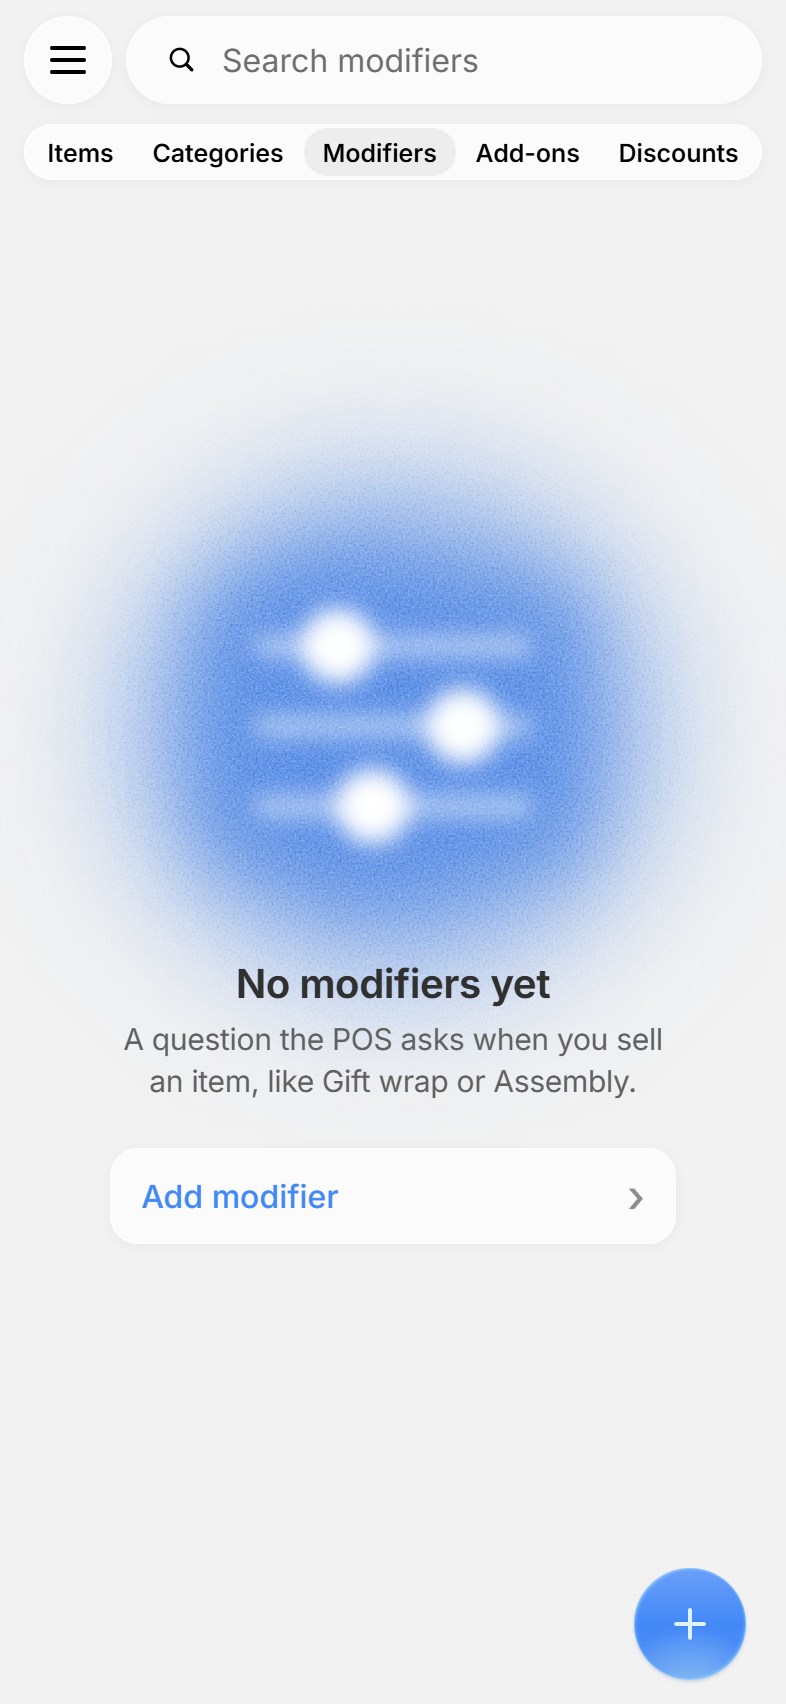 Search modifiers
Items Categories Modifiers Add-ons Discounts
No modifiers yet
A question the POS asks when you sell
an item, like Gift wrap or Assembly.
Add modifier